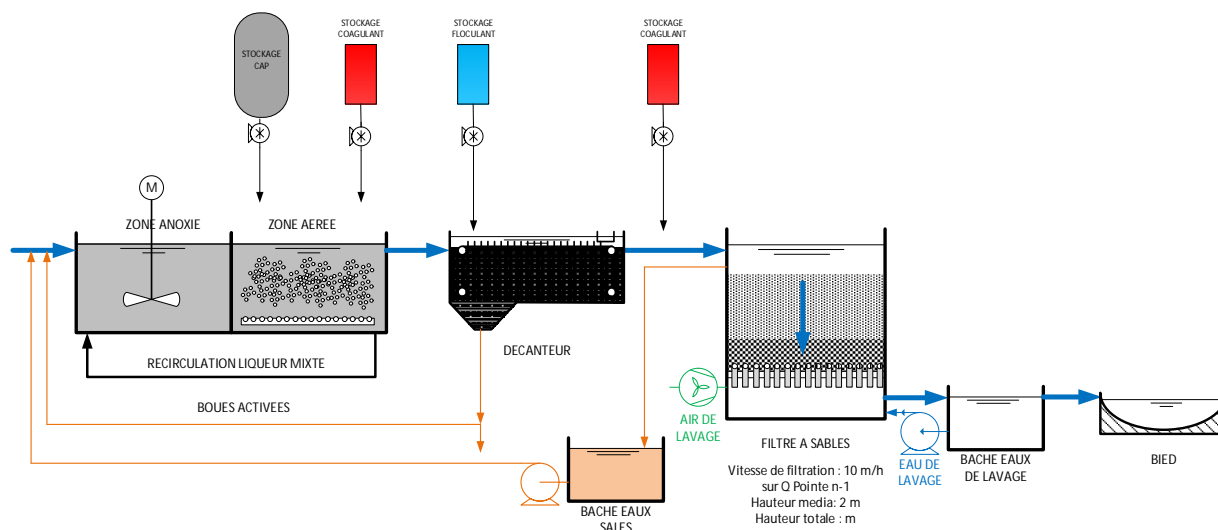 STOCKAGE
COAGULANT
STOCKAGE
FLOCULANT
STOCKAGE
COAGULANT
STOCKAGE
CAP
M
ZONE ANOXIE
ZONE AEREE
RECIRCULATION LIQUEUR MIXTE
DECANTEUR
BOUES ACTIVEES
AIR DE
LAVAGE
FILTRE A SABLES
Vitesse de filtration : 10 m/h
sur Q Pointe n-1
Hauteur media: 2 m
Hauteur totale : m
EAU DE
LAVAGE
BACHE EAUX
DE LAVAGE
BIED
BACHE EAUX
SALES